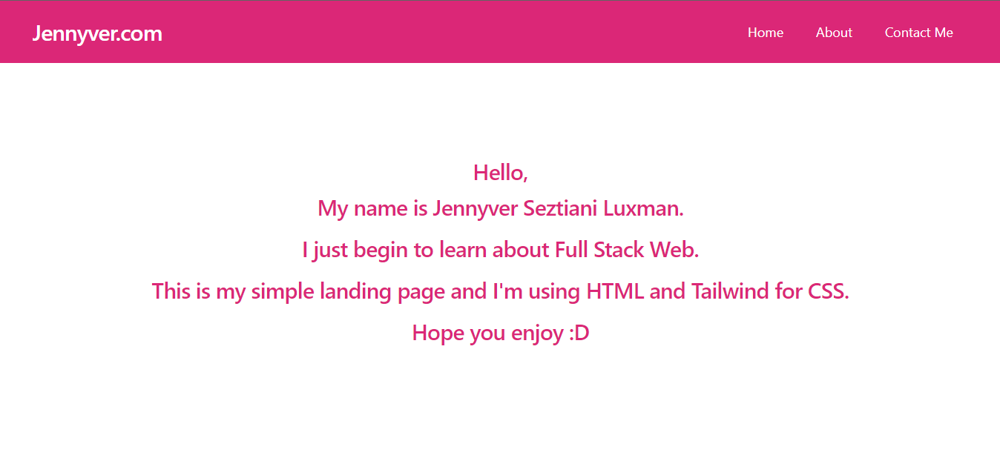 Jennyver.com
Home About Contact Me
Hello,
My name is Jennyver Seztiani Luxman.
I just begin to learn about Full Stack Web.
This is my simple landing page and I'm using HTML and Tailwind for CSS.
Hope you enjoy :D